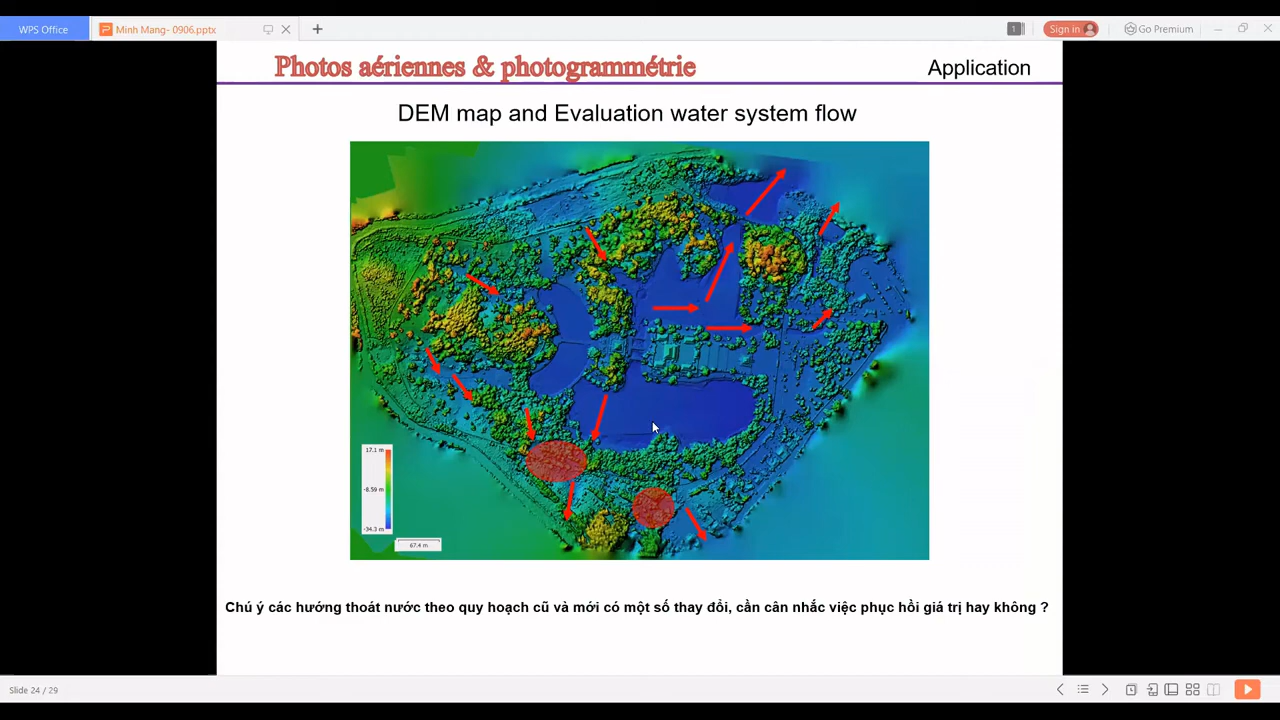 WPS Office
Minh Mang- 0906.pptx
1
Sign in
Go Premium
Photos aériennes & photogrammétrie
Application
DEM map and Evaluation water system flow
17.1 m
-8.59 m
-34.3 m
67.4 m
Chú ý các hướng thoát nước theo quy hoạch cũ và mới có một số thay đổi, cần cân nhắc việc phục hồi giá trị hay không ?
Slide 24 / 29